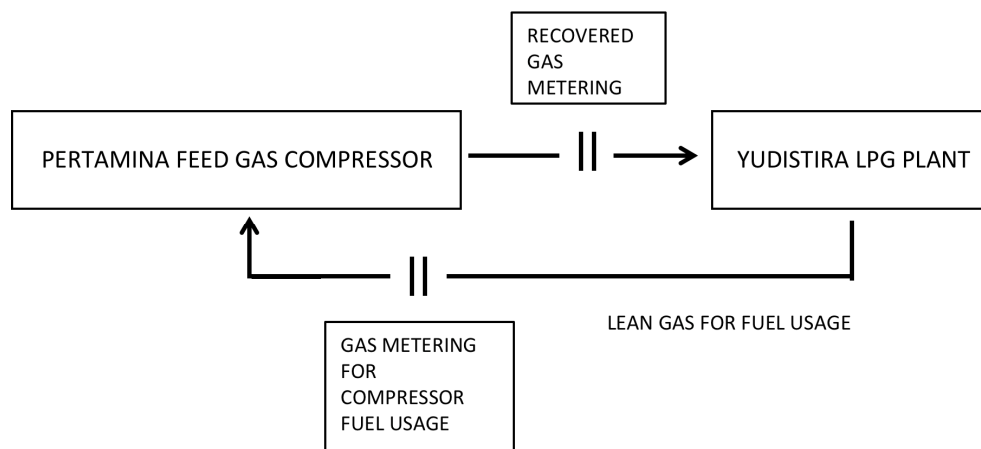 RECOVERED
GAS
METERING
PERTAMINA FEED GAS COMPRESSOR
YUDISTIRA LPG PLANT
LEAN GAS FOR FUEL USAGE
GAS METERING
FOR
COMPRESSOR
FUEL USAGE